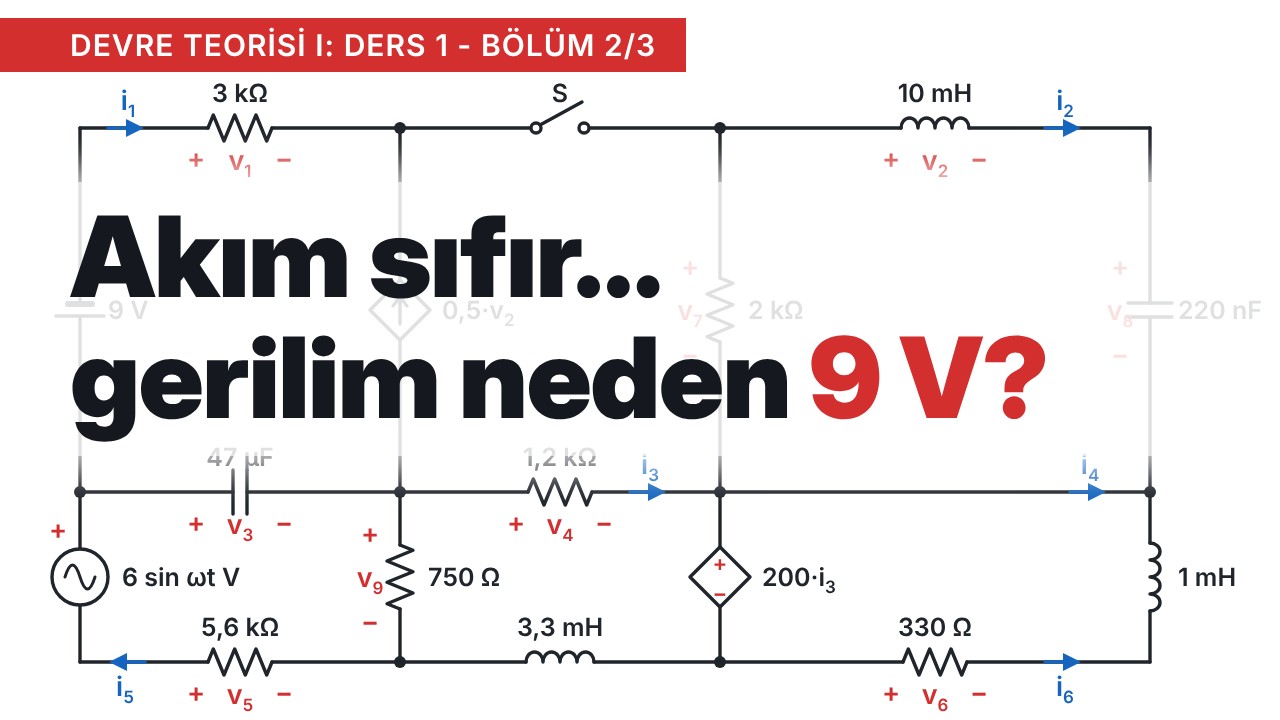 DEVRE TEORİSİ I: DERS 1 - BÖLÜM 2/3
i1
3 kΩ
S
10 mH
i2
+ v1 −
+ v2 −
Akım sıfır...
9 V
0,5·v2
+
v7
−
2 kΩ
+
v8
−
220 nF
gerilim neden 9 V?
47 µF
1,2 kΩ
i3
i4
+ v3 −
+ v4 −
+
6 sin ωt V
+
v9
−
750 Ω
+
−
200·i3
1 mH
5,6 kΩ
3,3 mH
330 Ω
i5
+ v5 −
+ v6 −
i6